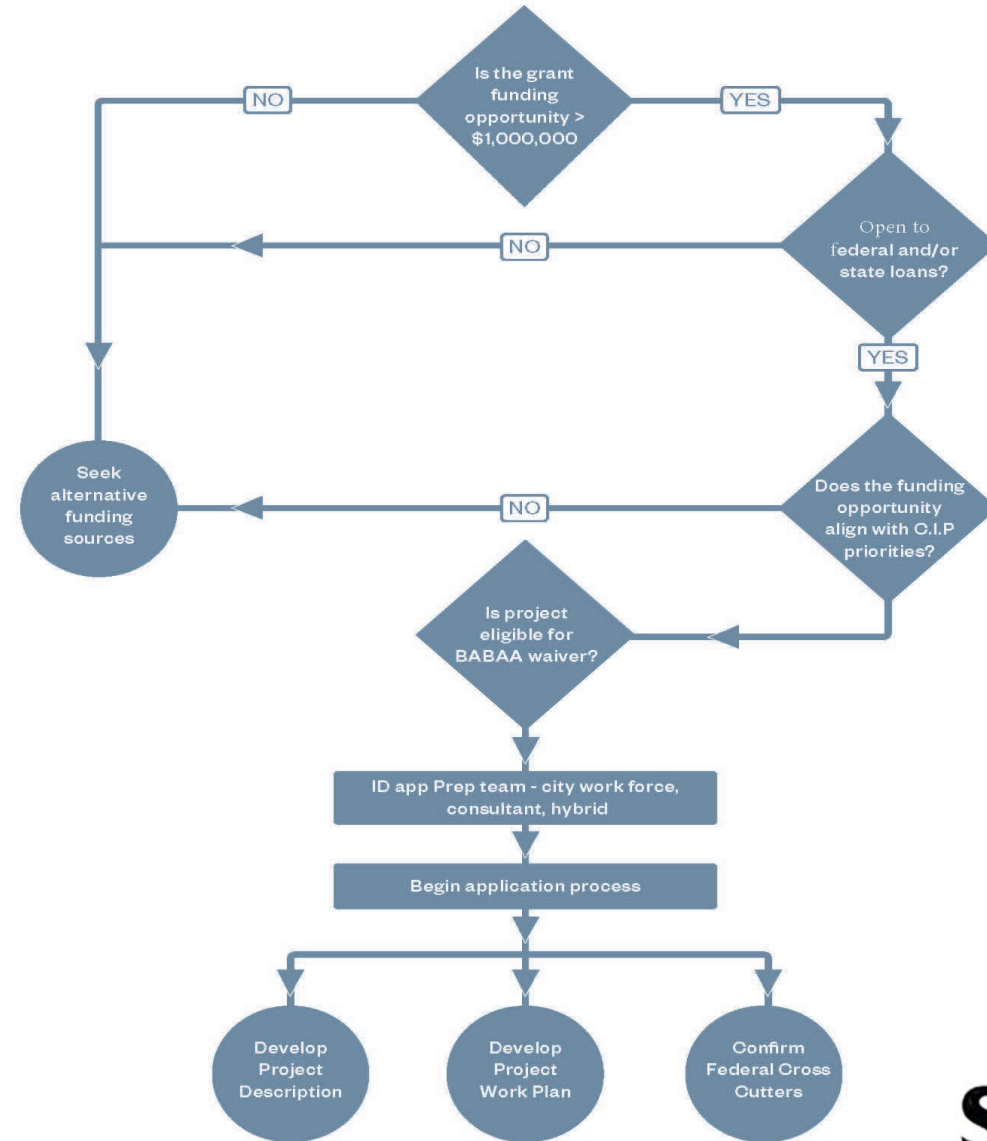 Is the grant
funding
opportunity >
$1,000,000
NO
YES
Open to
federal and/or
state loans?
NO
YES
Does the funding
opportunity
align with C.I.P
priorities?
NO
Seek
alternative
funding
sources
Is project
eligible for
BABAA waiver?
ID app Prep team - city work force,
consultant, hybrid
Begin application process
Develop
Project
Description
Develop
Project
Work Plan
Confirm
Federal Cross
Cutters